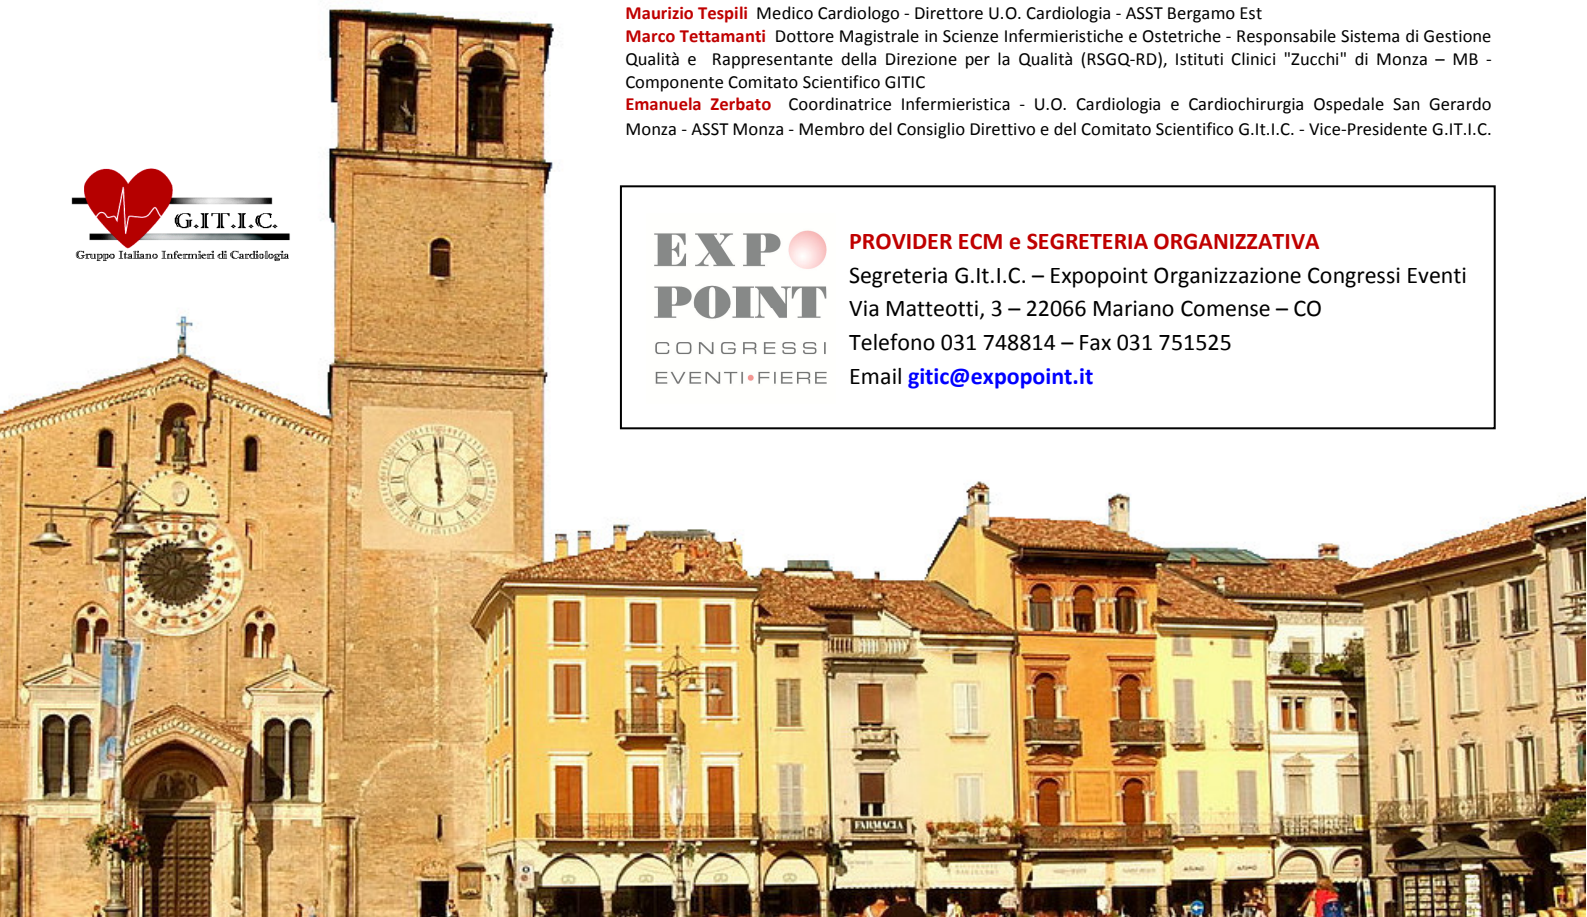 Maurizio Tespili Medico Cardiologo - Direttore U.O. Cardiologia - ASST Bergamo Est
Marco Tettamanti Dottore Magistrale in Scienze Infermieristiche e Ostetriche - Responsabile Sistema di Gestione
Qualità e Rappresentante della Direzione per la Qualità (RSGQ-RD), Istituti Clinici "Zucchi" di Monza – MB -
Componente Comitato Scientifico GITIC
Emanuela Zerbato Coordinatrice Infermieristica - U.O. Cardiologia e Cardiochirurgia Ospedale San Gerardo
Monza - ASST Monza - Membro del Consiglio Direttivo e del Comitato Scientifico G.It.I.C. - Vice-Presidente G.IT.I.C.
G.IT.I.C.
Gruppo Italiano Infermieri di Cardiologia
EXPO
POINT
CONGRESSI
EVENTI•FIERE
PROVIDER ECM e SEGRETERIA ORGANIZZATIVA
Segreteria G.It.I.C. – Expopoint Organizzazione Congressi Eventi
Via Matteotti, 3 – 22066 Mariano Comense – CO
Telefono 031 748814 – Fax 031 751525
Email gitic@expopoint.it
FARMACIA